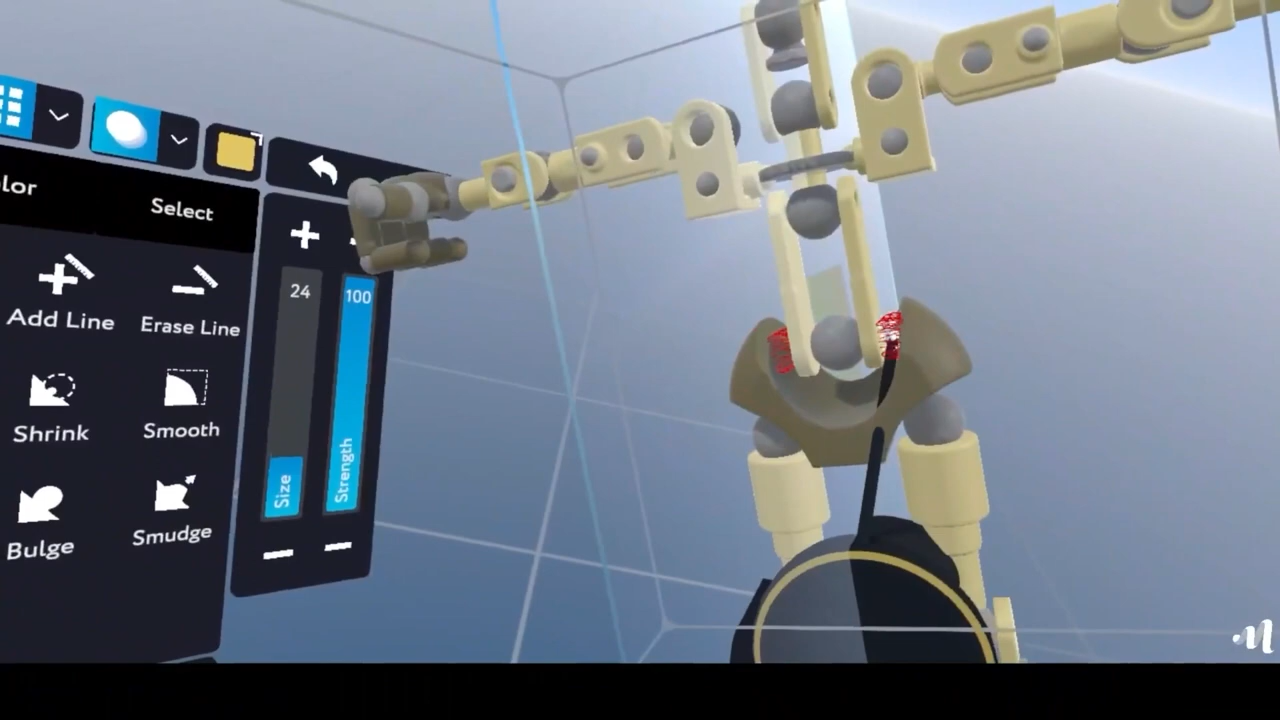 lor
Select
Add Line
Erase Line
Shrink
Smooth
Bulge
Smudge
24
100
Size
Strength